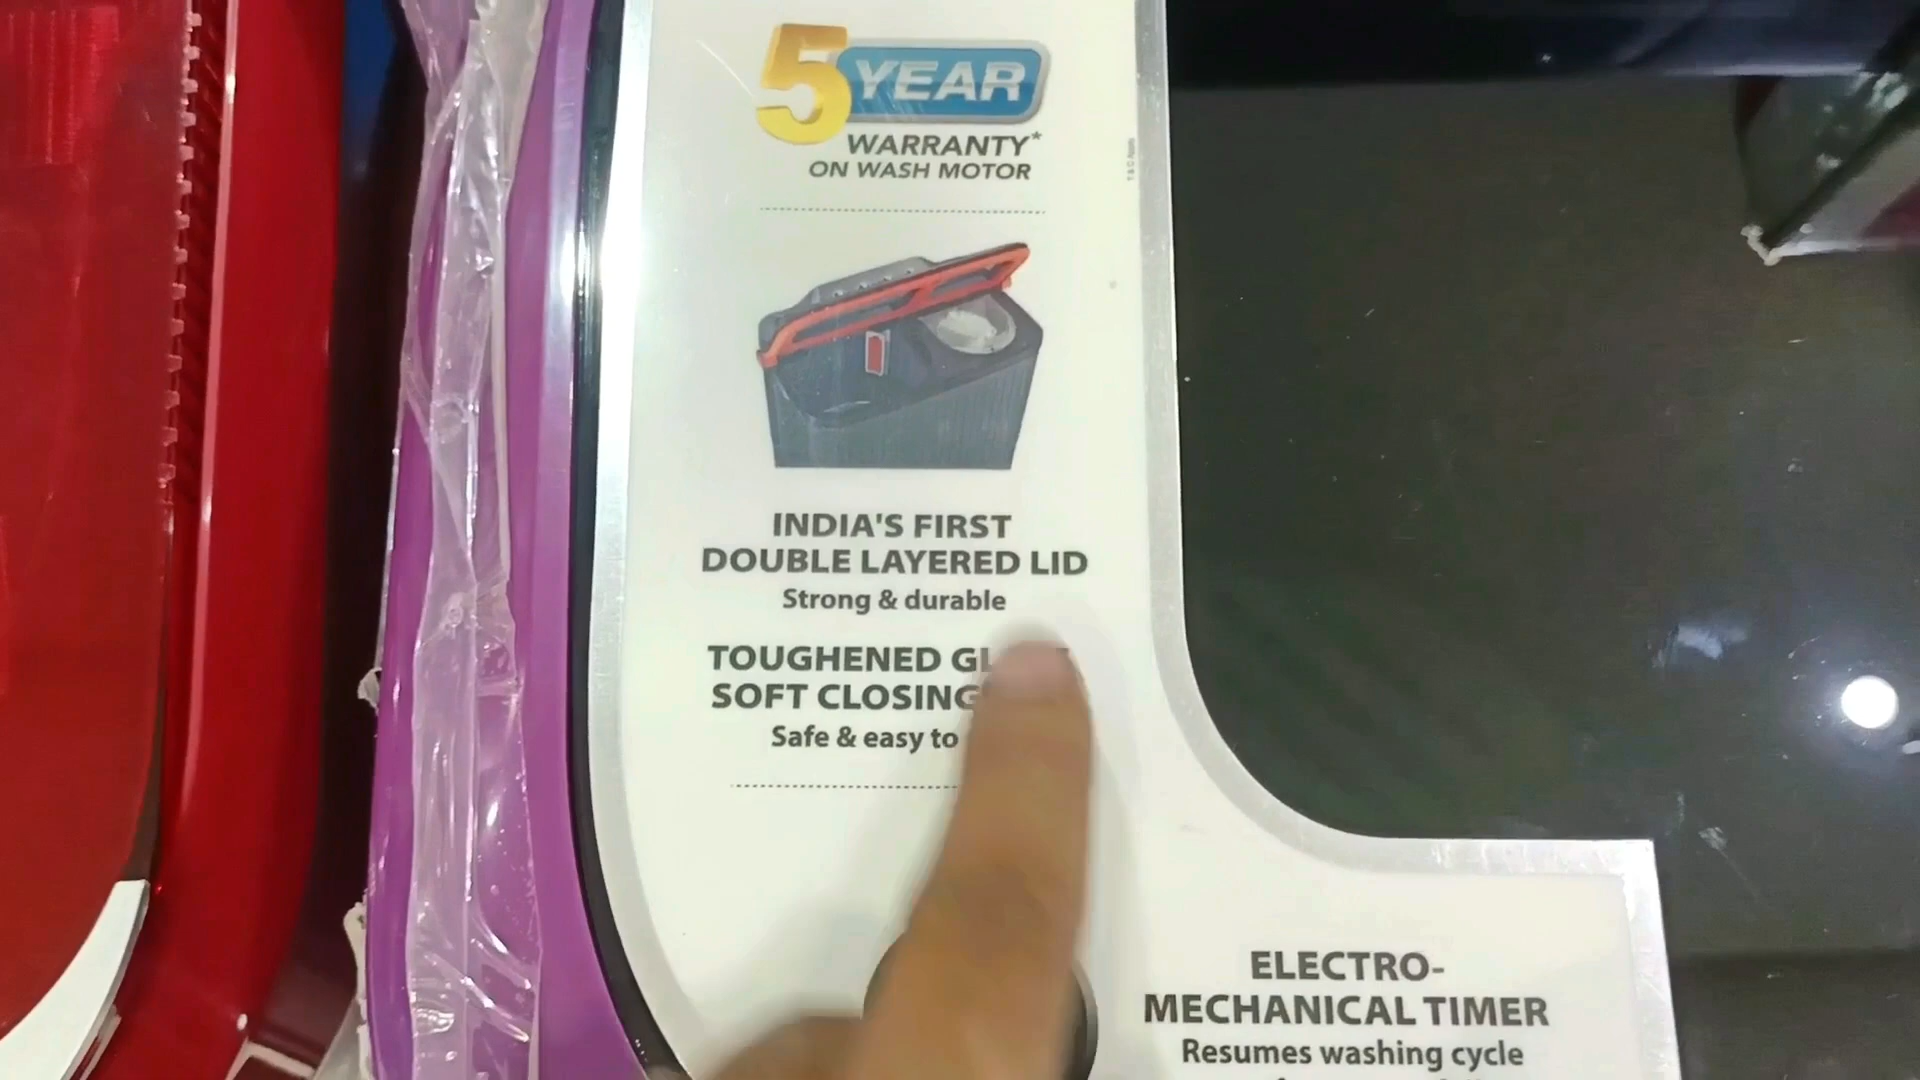 5 YEAR
WARRANTY*
ON WASH MOTOR
INDIA'S FIRST
DOUBLE LAYERED LID
Strong & durable
TOUGHENED
SOFT CLOSING
Safe & easy to
ELECTRO-
MECHANICAL TIMER
Resumes washing cycle